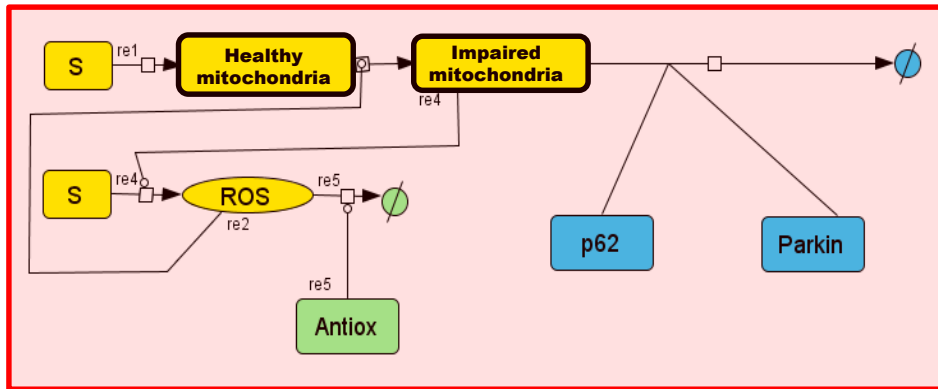 re1
S
Healthy
mitochondria
Impaired
mitochondria
re4
S
re4
ROS
re5
re2
p62
Parkin
re5
Antiox